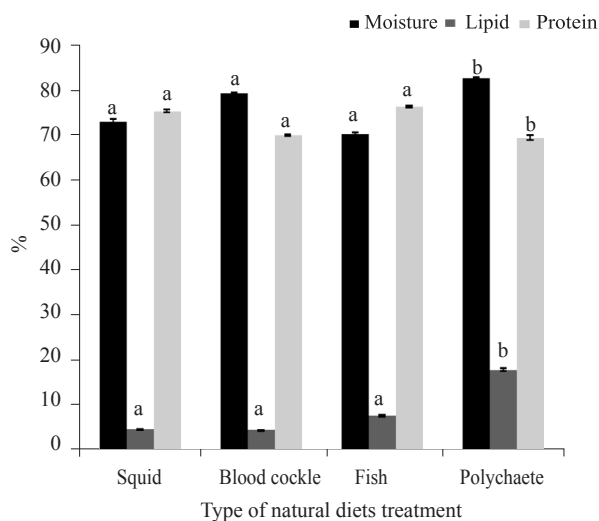 Moisture Lipid Protein
90
80
70
60
50
40
30
20
10
0
%
a a a a a a b b
a a a b
Squid Blood cockle Fish Polychaete
Type of natural diets treatment